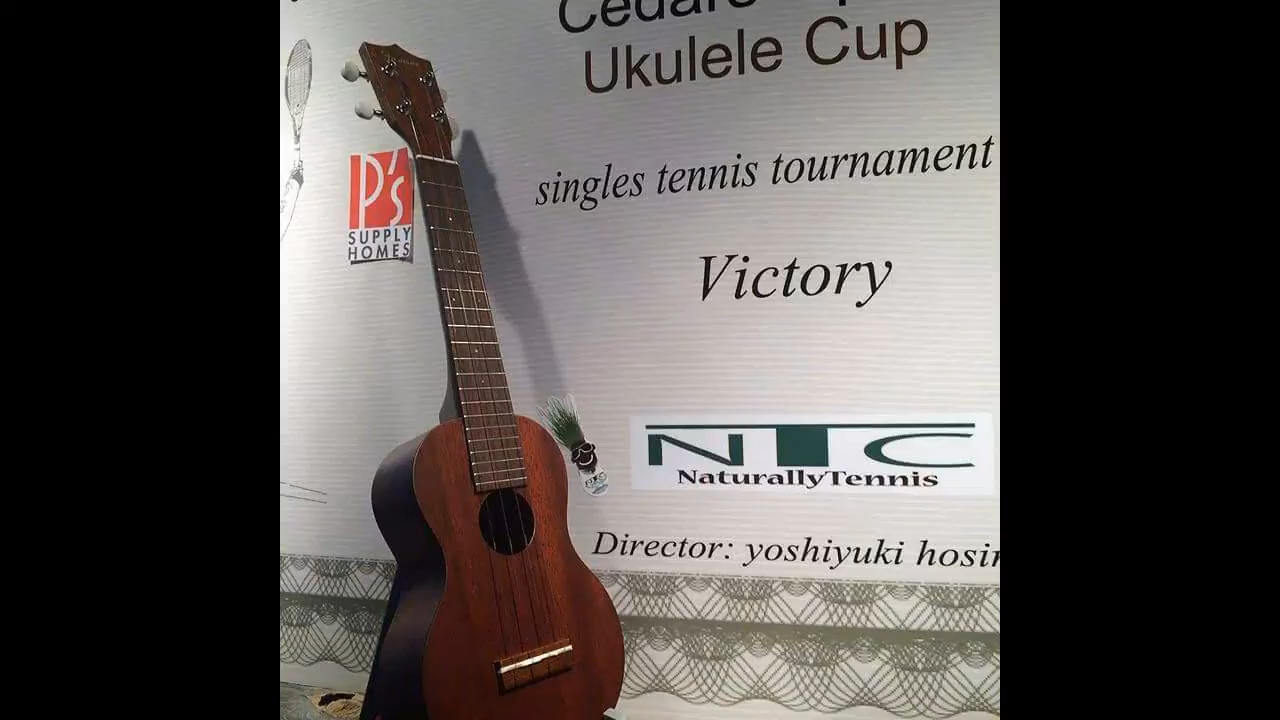 Ukulele Cup
singles tennis tournament
P's
SUPPLY
HOMES
Victory
NTC
NaturallyTennis
Director: yoshiyuki